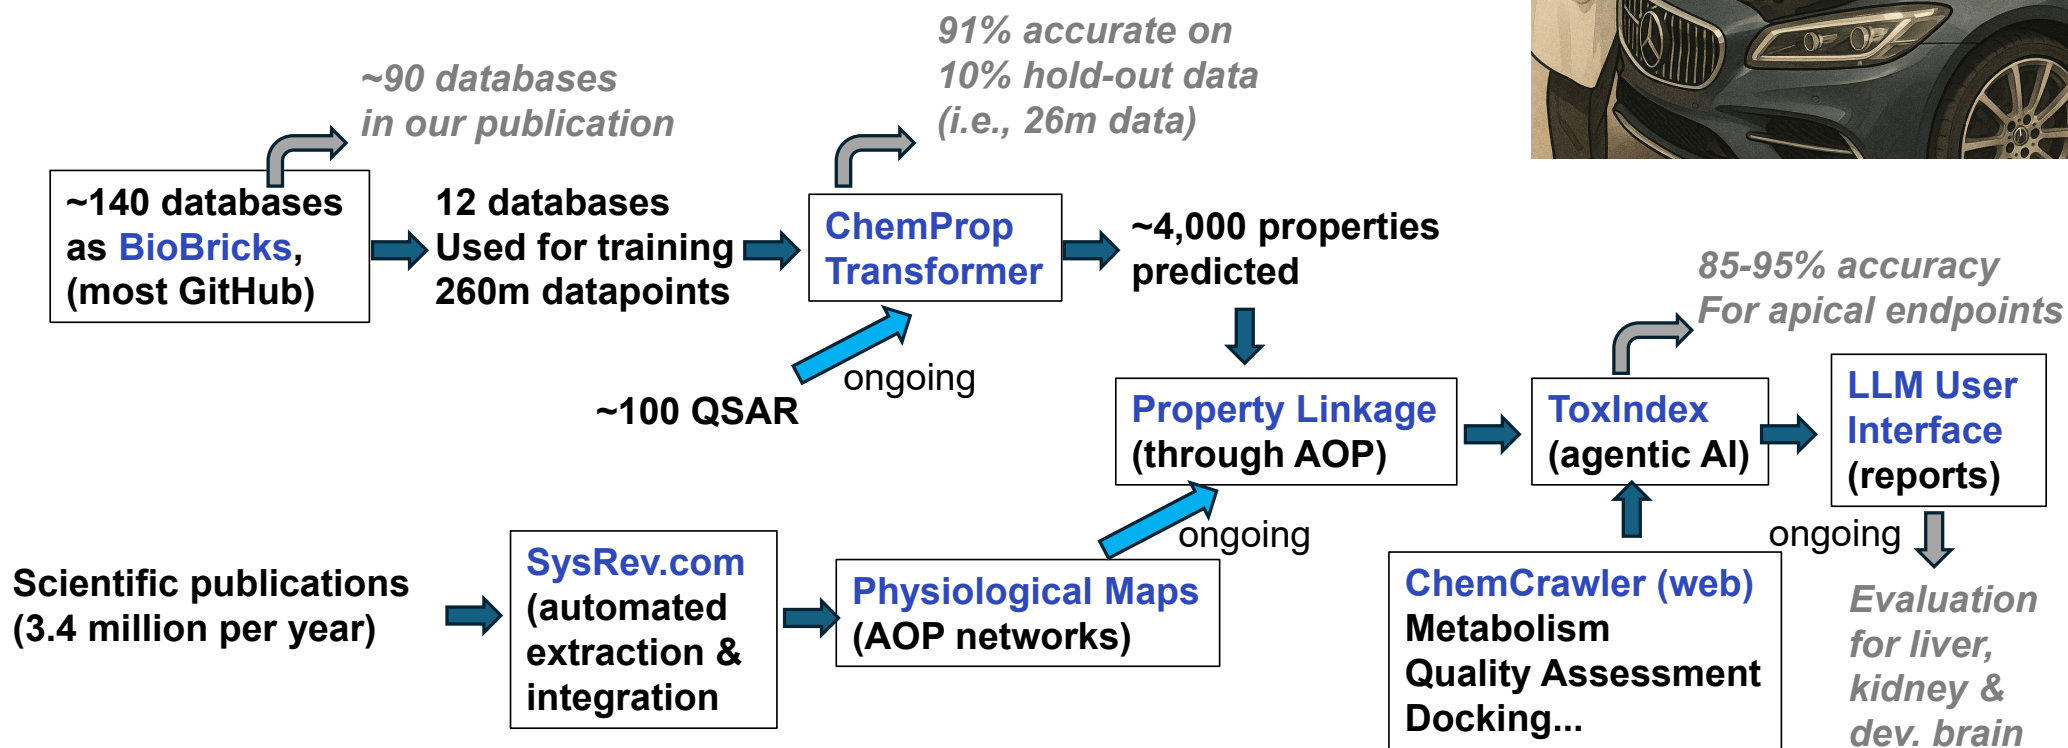 91% accurate on
10% hold-out data
(i.e., 26m data)
~90 databases
in our publication
~140 databases
as BioBricks,
(most GitHub)
12 databases
Used for training
260m datapoints
ChemProp
Transformer
~4,000 properties
predicted
85-95% accuracy
For apical endpoints
ongoing
~100 QSAR
Property Linkage
(through AOP)
ToxIndex
(agentic AI)
LLM User
Interface
(reports)
ongoing
ongoing
Scientific publications
(3.4 million per year)
SysRev.com
(automated
extraction &
integration
Physiological Maps
(AOP networks)
ChemCrawler (web)
Metabolism
Quality Assessment
Docking...
Evaluation
for liver,
kidney &
dev. brain